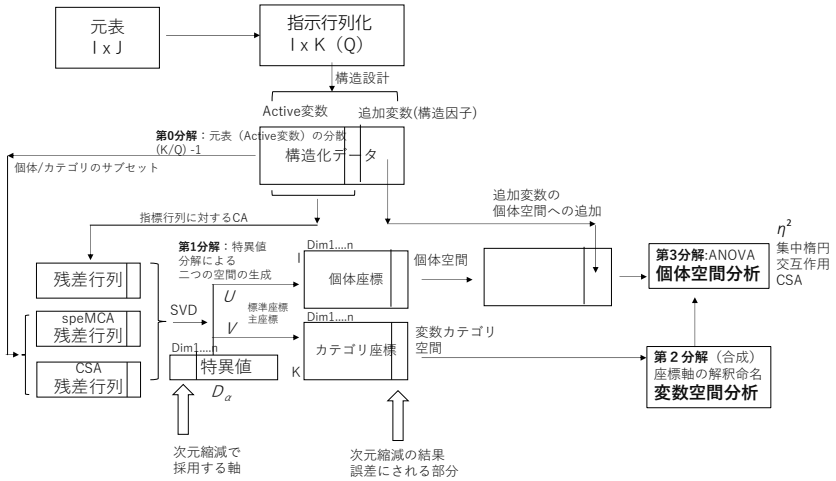 元表
I x J
指示行列化
I x K（Q）
構造設計
Active変数
追加変数(構造因子)
第0分解：元表（Active変数）の分散
(K/Q) -1
構造化データ
個体/カテゴリのサブセット
追加変数の
個体空間への追加
指標行列に対するCA
第1分解：特異値
分解による
二つの空間の生成
Dim1....n
I
個体座標
個体空間
η²
集中楕円
交互作用
CSA
第3分解:ANOVA
個体空間分析
残差行列
speMCA
残差行列
CSA
残差行列
SVD
U
V
標準座標
主座標
Dim1....n
カテゴリ座標
K
変数カテゴリ
空間
Dim1....n
特異値
Dα
第２分解（合成）
座標軸の解釈命名
変数空間分析
次元縮減で
採用する軸
次元縮減の結果
誤差にされる部分